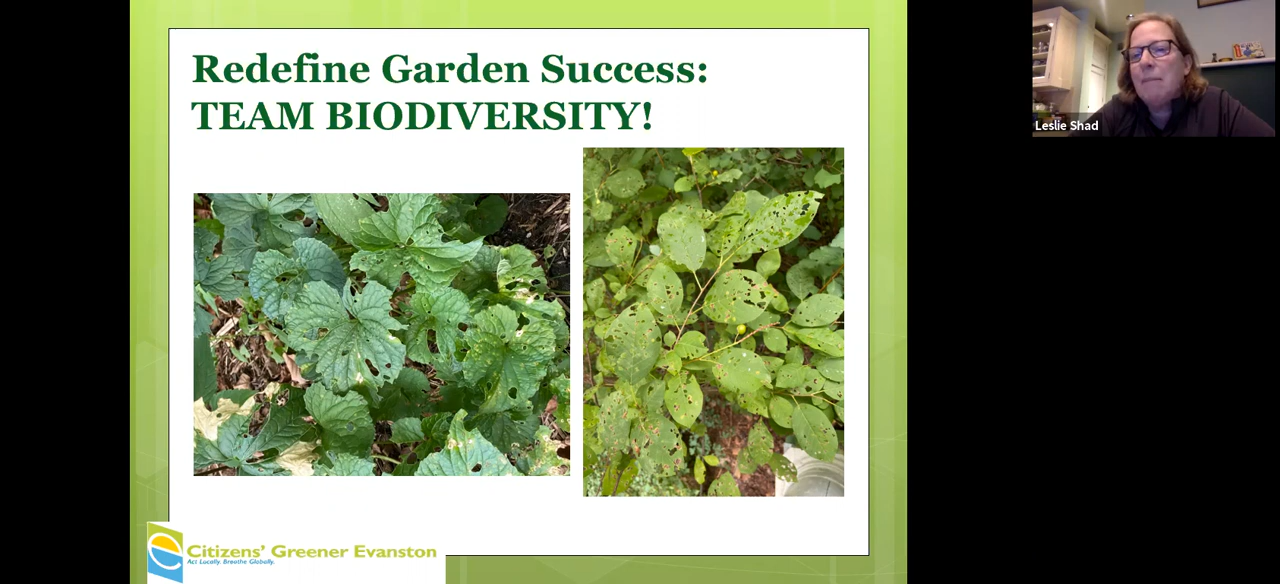 Redefine Garden Success:
TEAM BIODIVERSITY!
Leslie Shad
Citizens' Greener Evanston
Act Locally. Breathe Globally.